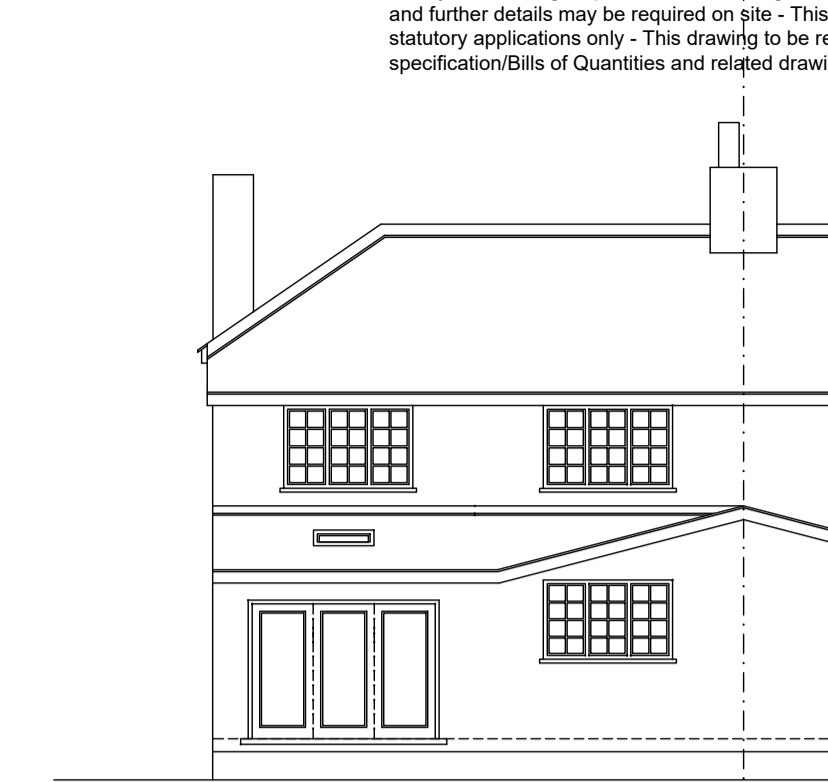 and further details may be required on site - This
statutory applications only - This drawing to be re
specification/Bills of Quantities and related drawi